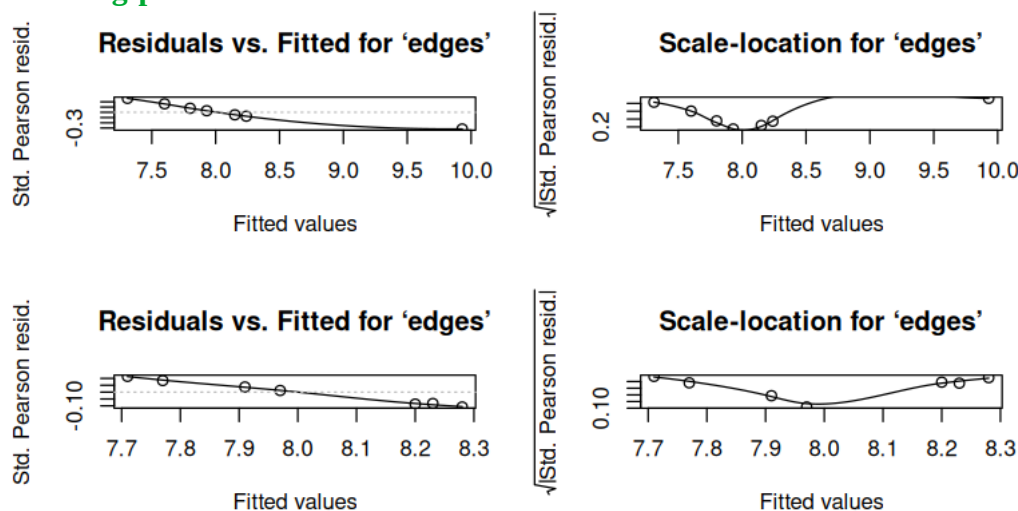 Residuals vs. Fitted for ‘edges’
Std. Pearson resid.
-0.3
7.5 8.0 8.5 9.0 9.5 10.0
Fitted values
Scale-location for ‘edges’
√|Std. Pearson resid.|
0.2
7.5 8.0 8.5 9.0 9.5 10.0
Fitted values
Residuals vs. Fitted for ‘edges’
Std. Pearson resid.
-0.10
7.7 7.8 7.9 8.0 8.1 8.2 8.3
Fitted values
Scale-location for ‘edges’
√|Std. Pearson resid.|
0.10
7.7 7.8 7.9 8.0 8.1 8.2 8.3
Fitted values